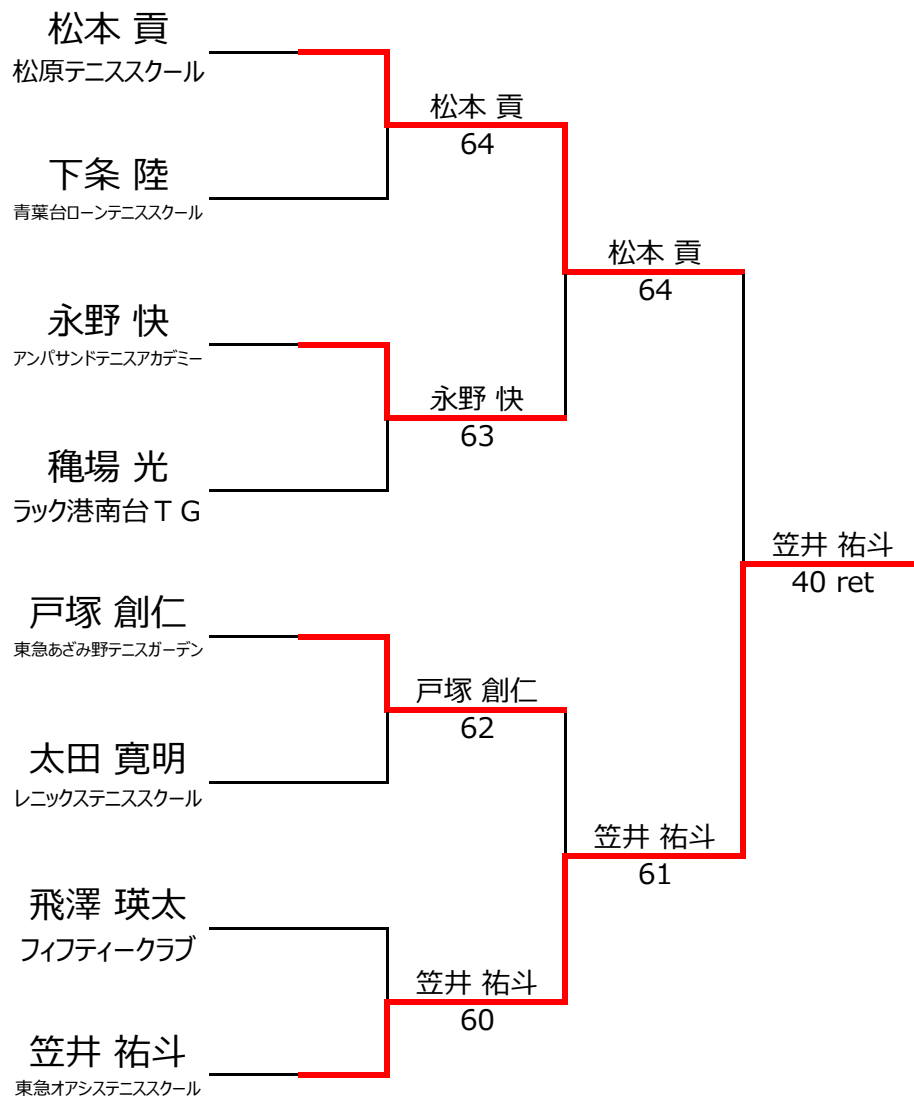 松本 貢
松原テニススクール
松本 貢
64
下条 陸
青葉台ローンテニススクール
松本 貢
64
永野 快
アンパサンドテニスアカデミー
永野 快
63
穐場 光
ラック港南台ＴＧ
笠井 祐斗
40 ret
戸塚 創仁
東急あざみ野テニスガーデン
戸塚 創仁
62
太田 寛明
レニックステニススクール
笠井 祐斗
61
飛澤 瑛太
フィフティークラブ
笠井 祐斗
60
笠井 祐斗
東急オアシステニススクール